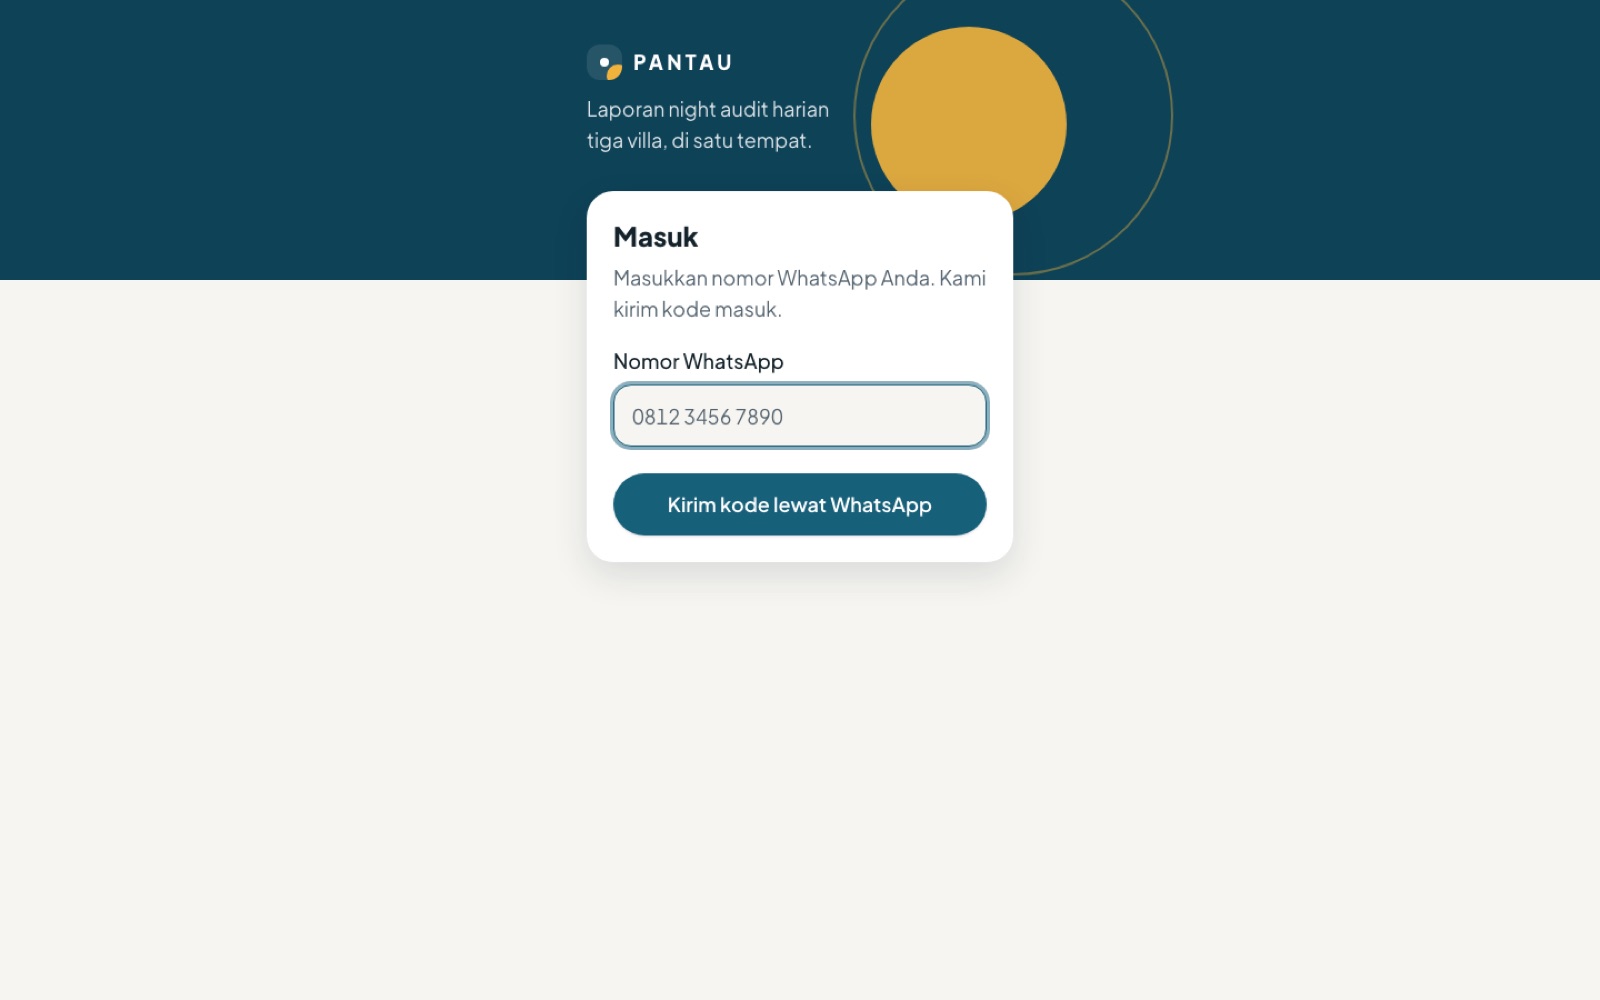 PANTAU
Laporan night audit harian
tiga villa, di satu tempat.
Masuk
Masukkan nomor WhatsApp Anda. Kami
kirim kode masuk.
Nomor WhatsApp
0812 3456 7890
Kirim kode lewat WhatsApp